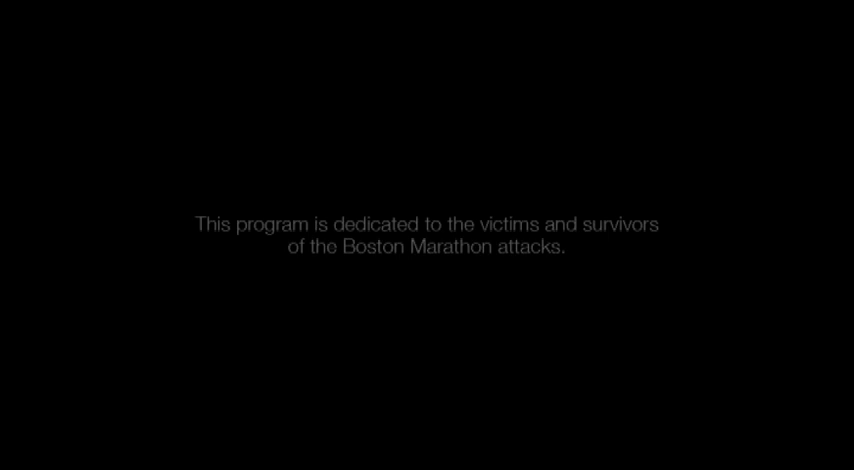 This program is dedicated to the victims and survivors
of the Boston Marathon attacks.